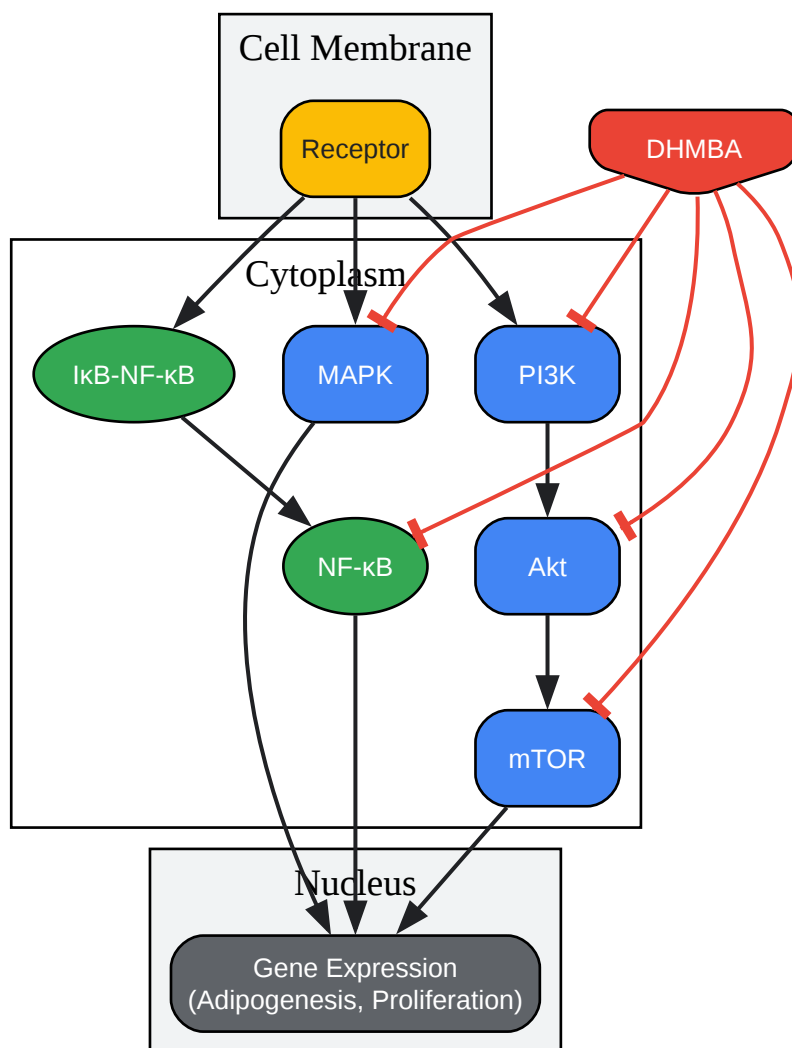 Cell Membrane
Receptor
DHMBA
Cytoplasm
IκB-NF-κB
MAPK
PI3K
NF-κB
Akt
mTOR
Nucleus
Gene Expression
(Adipogenesis, Proliferation)